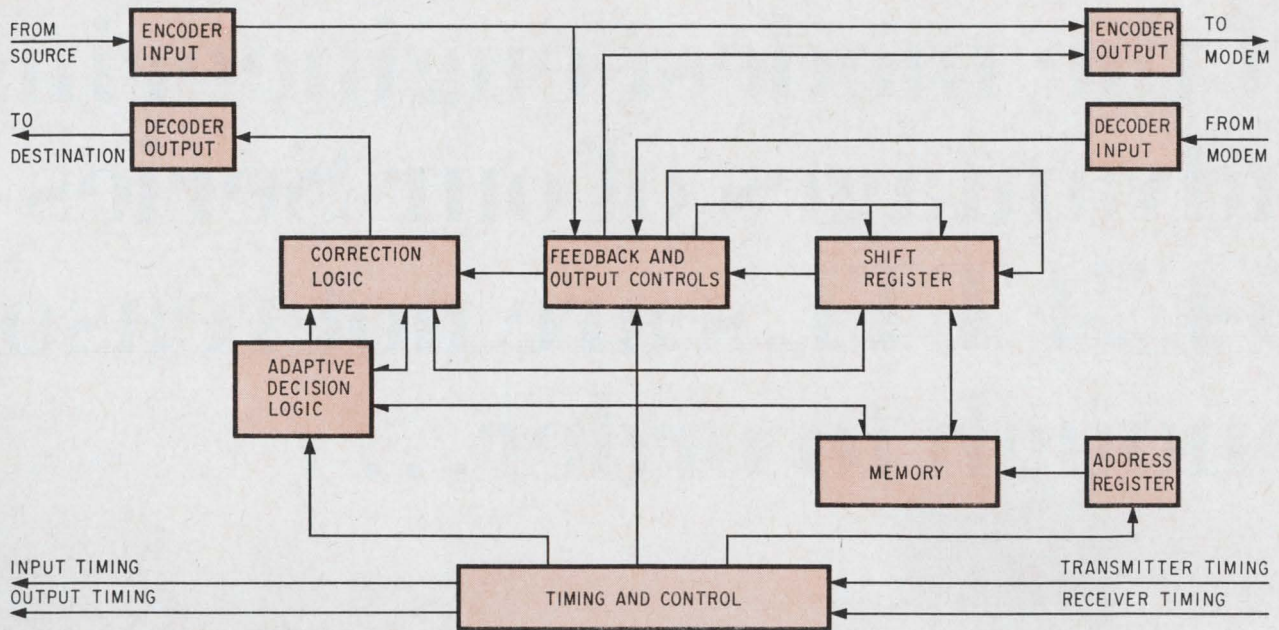 FROM
SOURCE
ENCODER
INPUT
ENCODER
OUTPUT
TO
MODEM
TO
DESTINATION
DECODER
OUTPUT
DECODER
INPUT
FROM
MODEM
CORRECTION
LOGIC
FEEDBACK AND
OUTPUT CONTROLS
SHIFT
REGISTER
ADAPTIVE
DECISION
LOGIC
MEMORY
ADDRESS
REGISTER
INPUT TIMING
OUTPUT TIMING
TIMING AND CONTROL
TRANSMITTER TIMING
RECEIVER TIMING